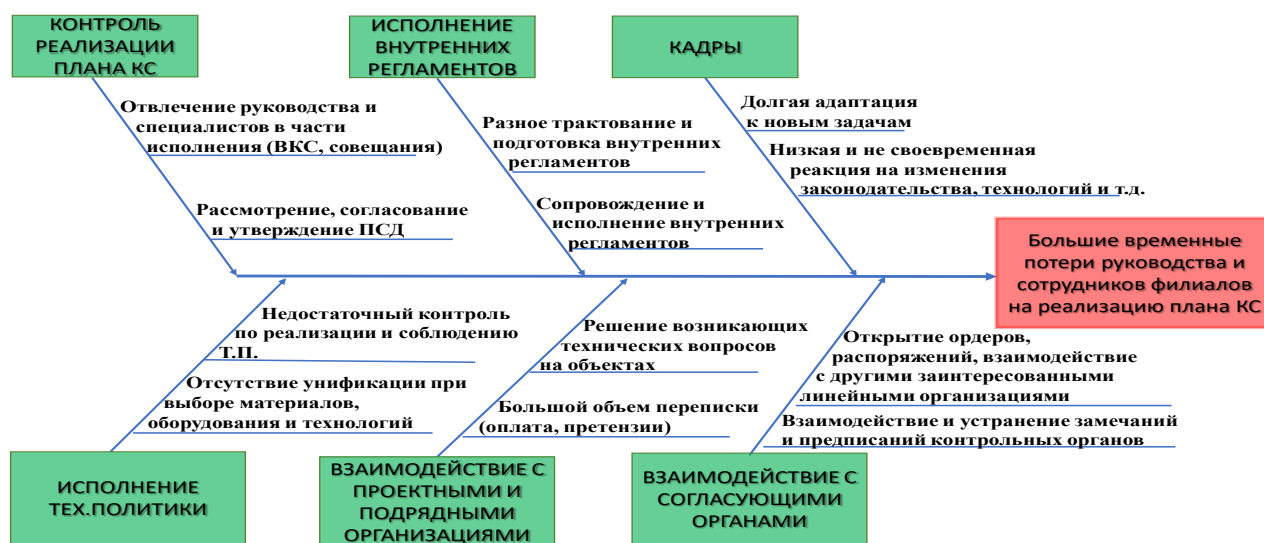 КОНТРОЛЬ
РЕАЛИЗАЦИИ
ПЛАНА КС
ИСПОЛНЕНИЕ
ВНУТРЕННИХ
РЕГЛАМЕНТОВ
КАДРЫ
Отвлечение руководства и
специалистов в части
исполнения (ВКС, совещания)
Рассмотрение, согласование
и утверждение ПСД
Разное трактование и
подготовка внутренних
регламентов
Сопровождение и
исполнение внутренних
регламентов
Долгая адаптация
к новым задачам
Низкая и не своевременная
реакция на изменения
законодательства, технологий и т.д.
Большие временные
потери руководства и
сотрудников филиалов
на реализацию плана КС
Недостаточный контроль
по реализации и соблюдению
Т.П.
Отсутствие унификации при
выборе материалов,
оборудования и технологий
Решение возникающих
технических вопросов
на объектах
Большой объем переписки
(оплата, претензии)
Открытие ордеров,
распоряжений, взаимодействие
с другими заинтересованными
линейными организациями
Взаимодействие и устранение замечаний
и предписаний контрольных органов
ИСПОЛНЕНИЕ
ТЕХ.ПОЛИТИКИ
ВЗАИМОДЕЙСТВИЕ С
ПРОЕКТНЫМИ И
ПОДРЯДНЫМИ
ОРГАНИЗАЦИЯМИ
ВЗАИМОДЕЙСТВИЕ С
СОГЛАСУЮЩИМИ
ОРГАНАМИ